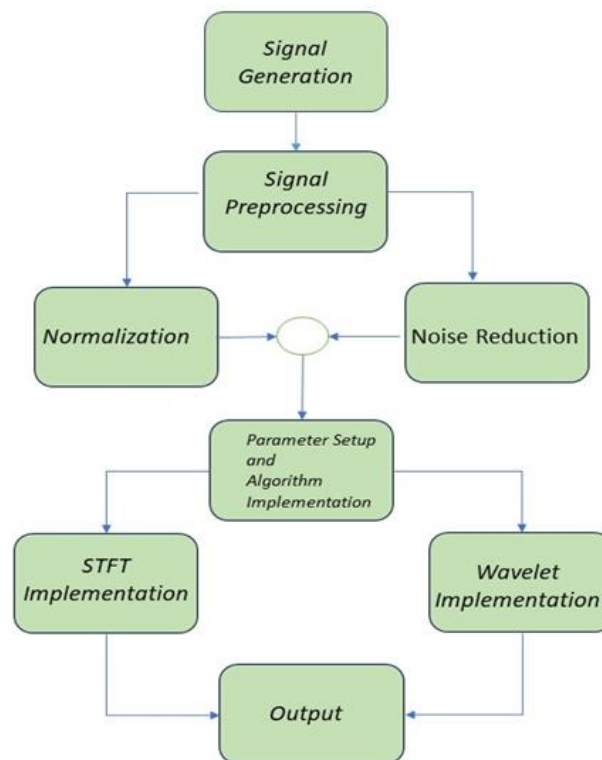 Signal
Generation
Signal
Preprocessing
Normalization
Noise Reduction
Parameter Setup
and
Algorithm
Implementation
STFT
Implementation
Wavelet
Implementation
Output